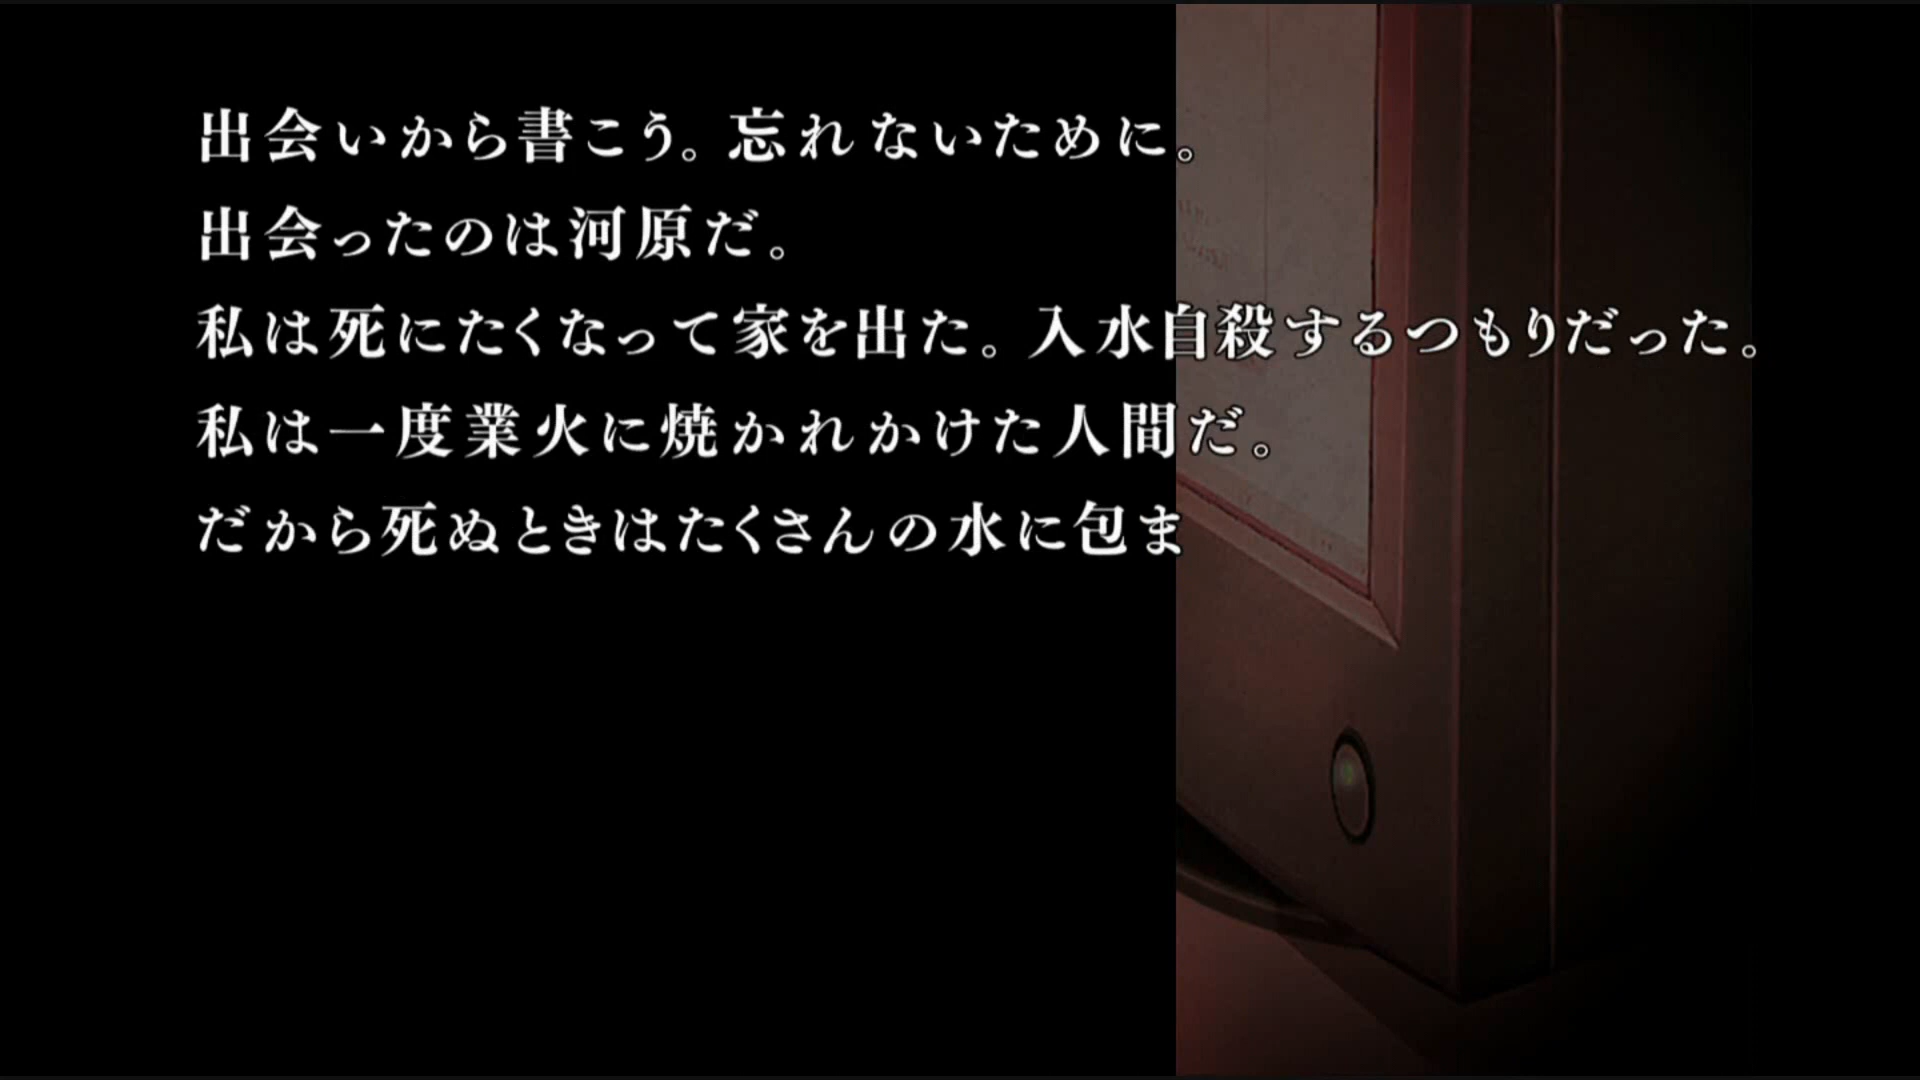 出会いから書こう。忘れないために。
出会ったのは河原だ。
私は死にたくなって家を出た。入水自殺するつもりだった。
私は一度業火に焼かれかけた人間だ。
だから死ぬときはたくさんの水に包ま